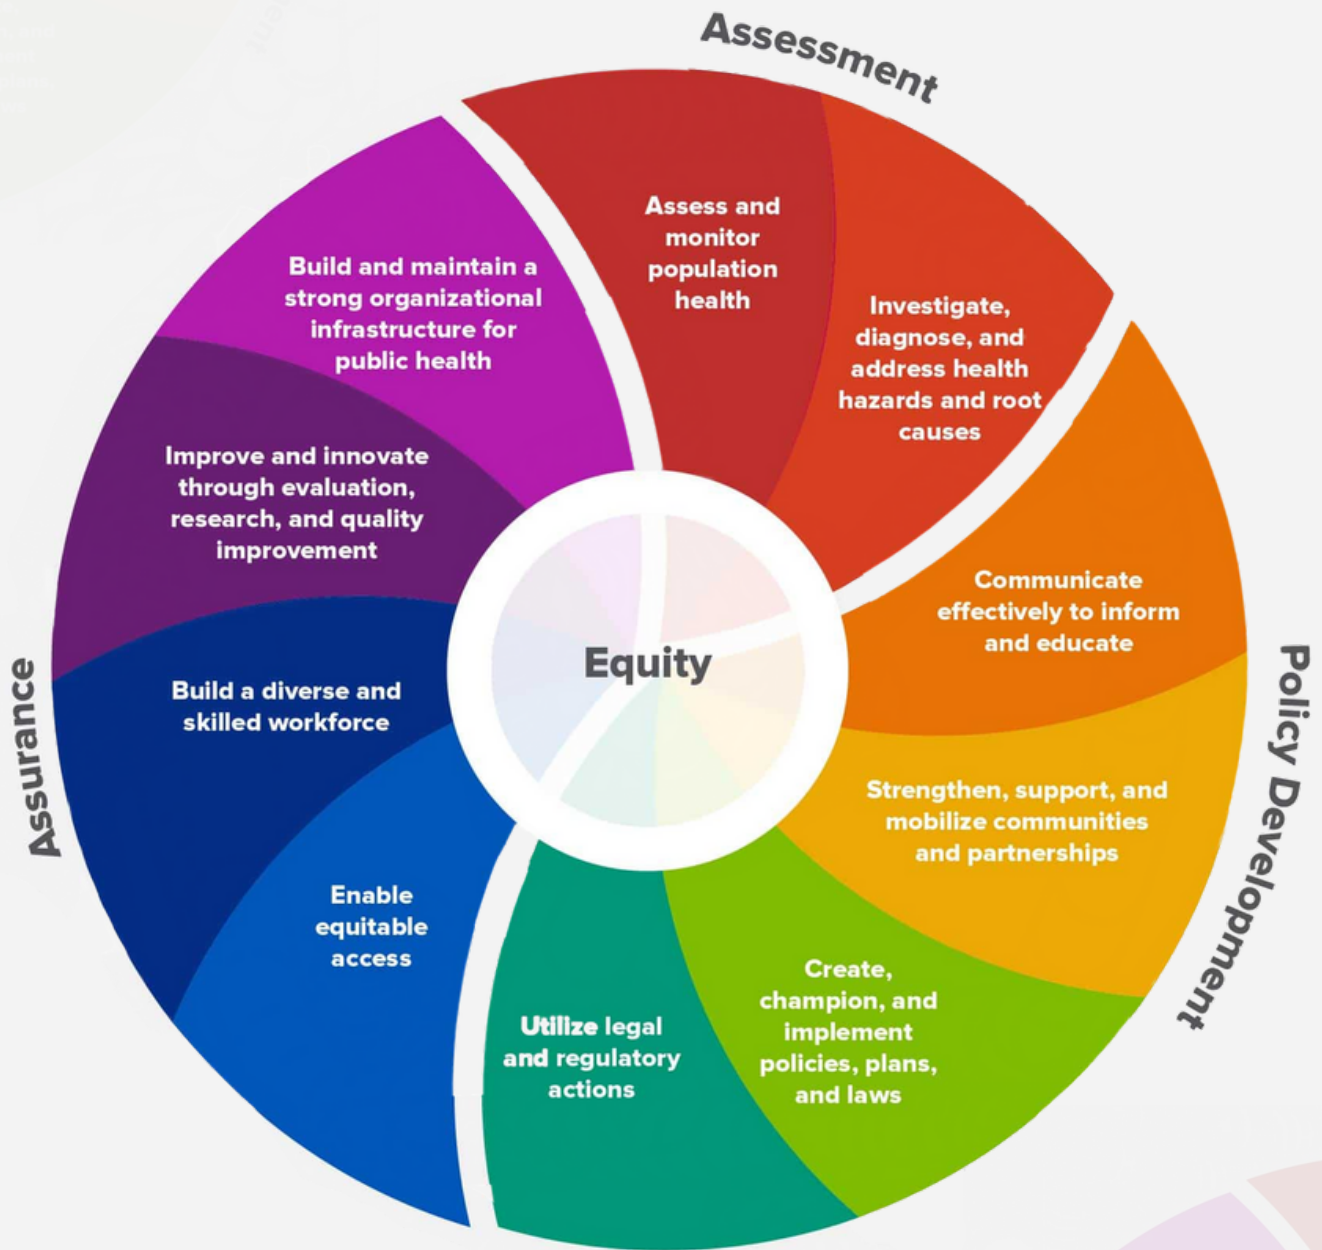 Assessment
Assess and
monitor
population
health
Investigate,
diagnose, and
address health
hazards and root
causes
Policy Development
Communicate
effectively to inform
and educate
Strengthen, support, and
mobilize communities
and partnerships
Create,
champion, and
implement
policies, plans,
and laws
Utilize legal
and regulatory
actions
Assurance
Enable
equitable
access
Build a diverse and
skilled workforce
Improve and innovate
through evaluation,
research, and quality
improvement
Build and maintain a
strong organizational
infrastructure for
public health
Equity